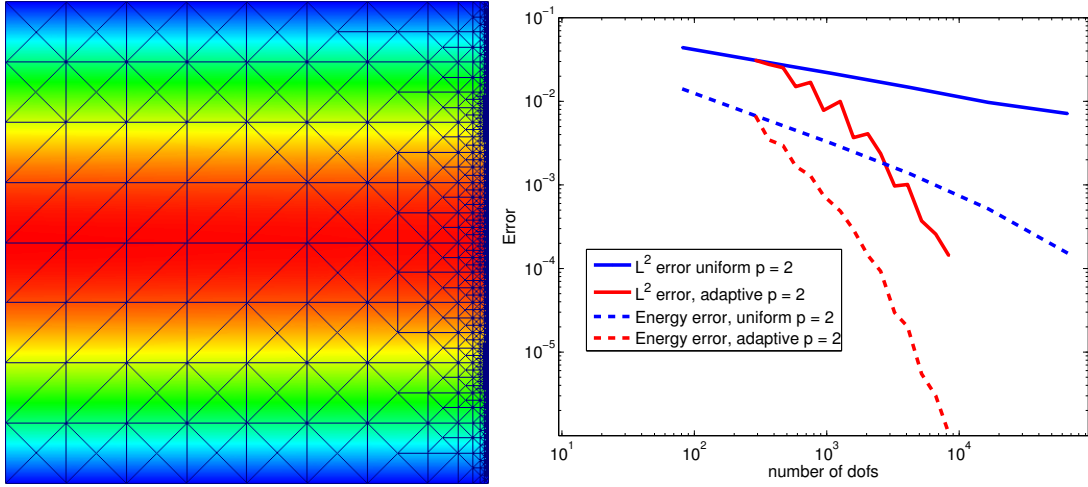 10^-1
10^-2
10^-3
10^-4
10^-5
Error
L^2 error uniform p = 2
L^2 error, adaptive p = 2
Energy error, uniform p = 2
Energy error, adaptive p = 2
10^1
10^2
10^3
10^4
number of dofs